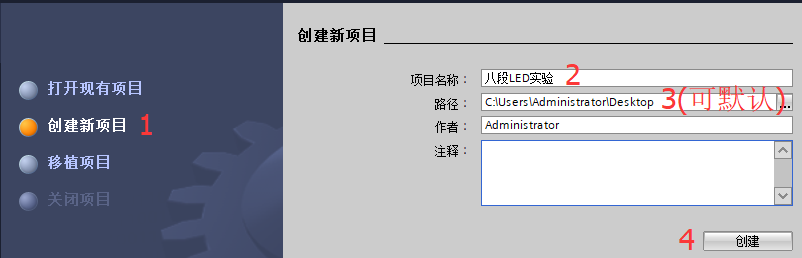 打开现有项目
创建新项目 1
移植项目
关闭项目
创建新项目
项目名称： 八段LED实验 2
路径： C:\Users\Administrator\Desktop 3(可默认) ...
作者： Administrator
注释：
4 创建